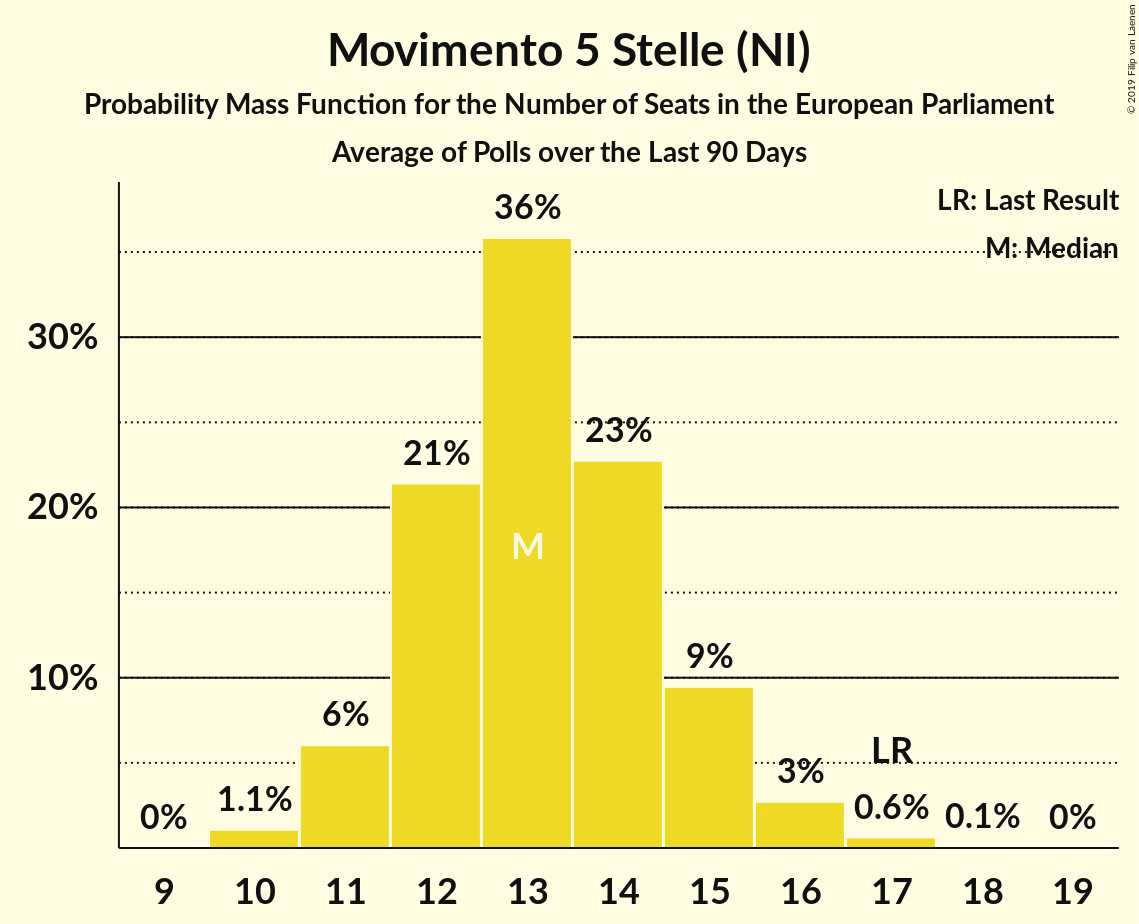 Movimento 5 Stelle (NI)
Probability Mass Function for the Number of Seats in the European Parliament
Average of Polls over the Last 90 Days
© 2019 Filip van Laenen
LR: Last Result
M: Median
36%
30%
23%
21%
20%
M
10%
9%
6%
LR
3%
1.1%
0.6%
0%
0.1%
0%
9 10 11 12 13 14 15 16 17 18 19